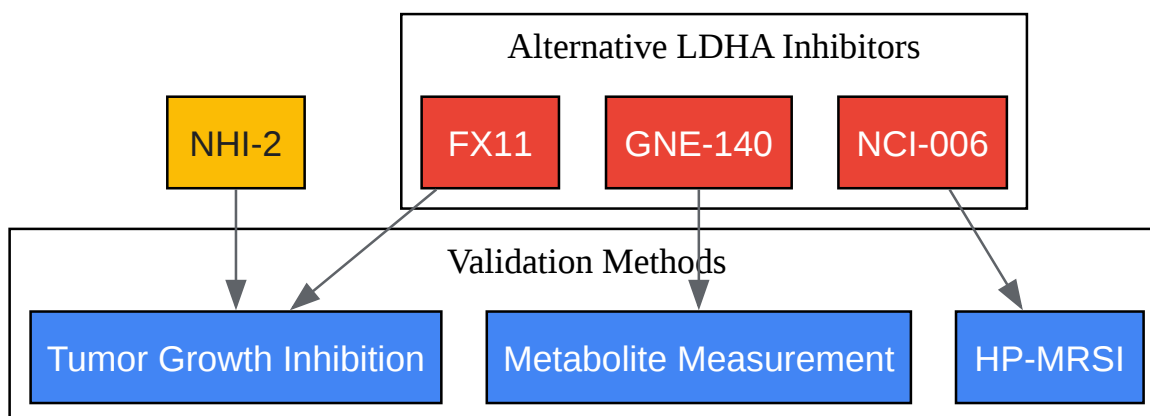 Alternative LDHA Inhibitors
NHI-2
FX11
GNE-140
NCI-006
Validation Methods
Tumor Growth Inhibition
Metabolite Measurement
HP-MRSI